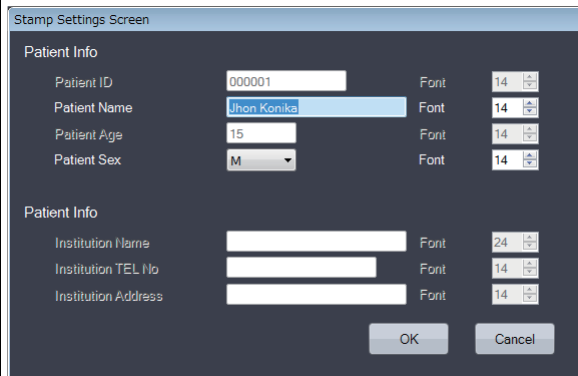 Stamp Settings Screen
Patient Info
Patient ID 000001 Font 14
Patient Name Jhon Konika Font 14
Patient Age 15 Font 14
Patient Sex M Font 14
Patient Info
Institution Name Font 24
Institution TEL No Font 14
Institution Address Font 14
OK Cancel